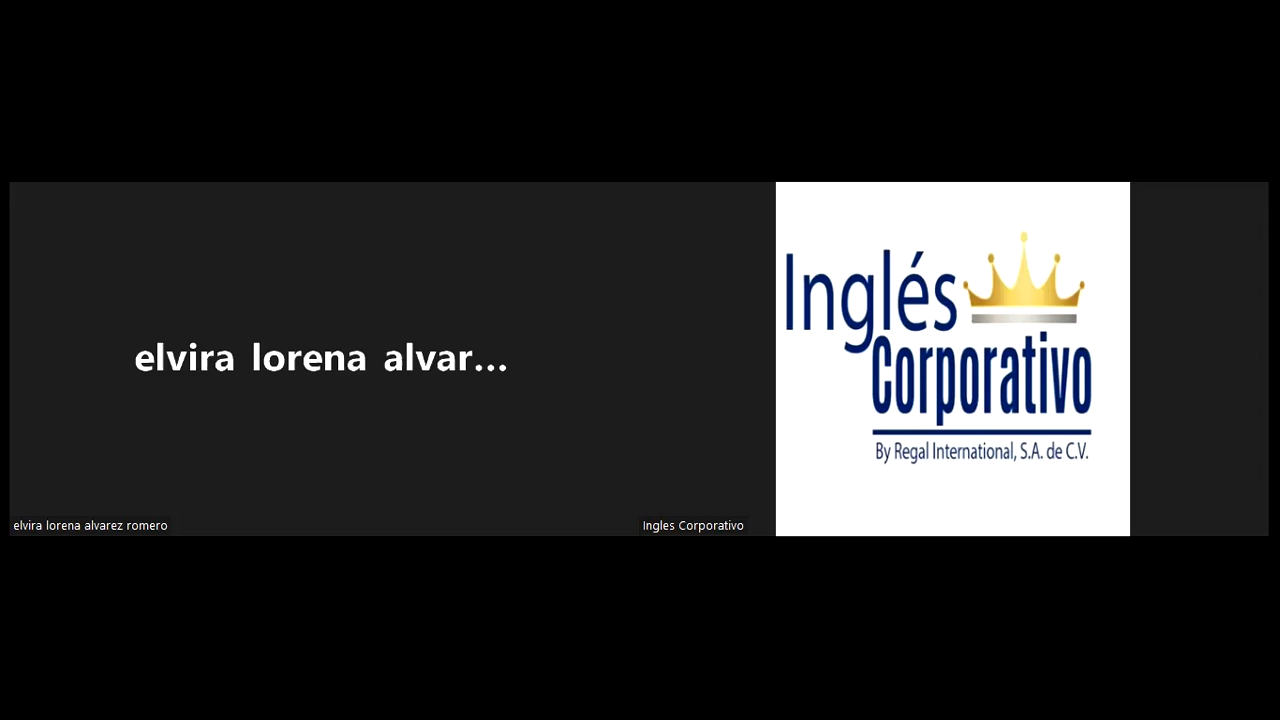 elvira lorena alvar...
elvira lorena alvarez romero
Ingles Corporativo
Inglés
Corporativo
By Regal International, S.A. de C.V.